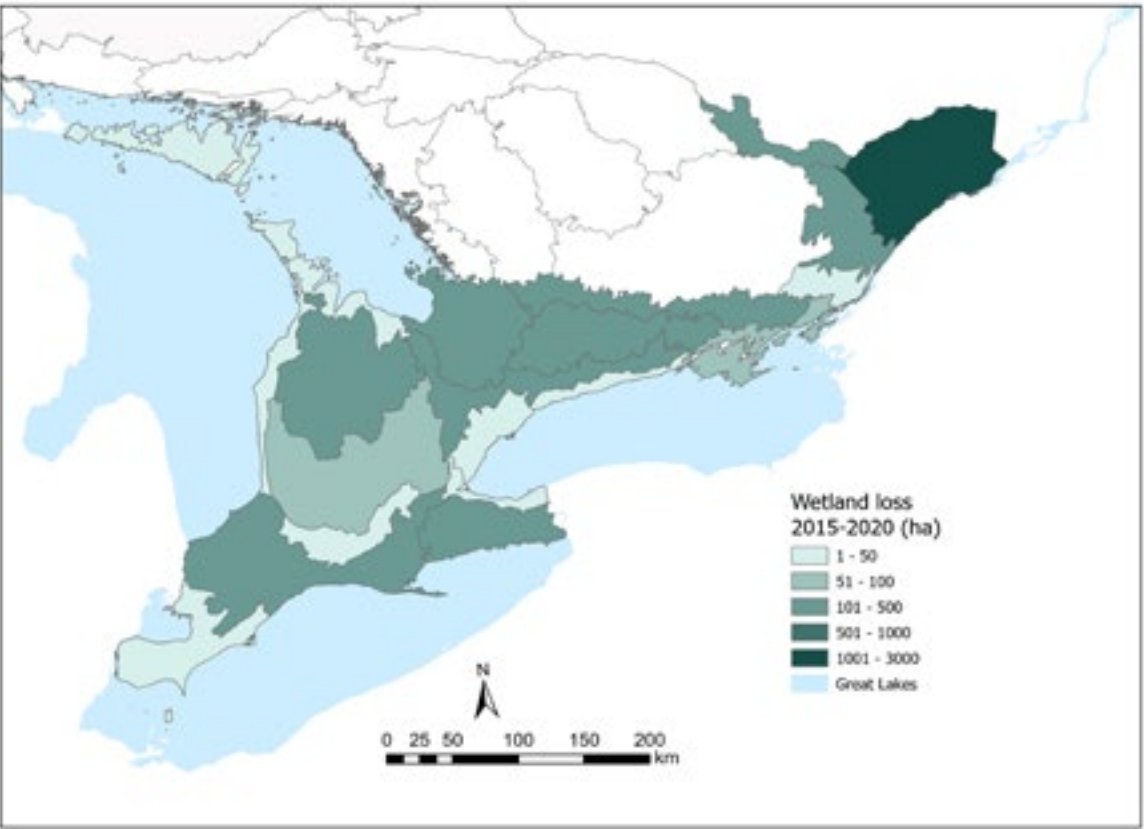 Wetland loss
2015-2020 (ha)
1 - 50
51 - 100
101 - 500
501 - 1000
1001 - 3000
Great Lakes
N
0 25 50 100 150 200
km